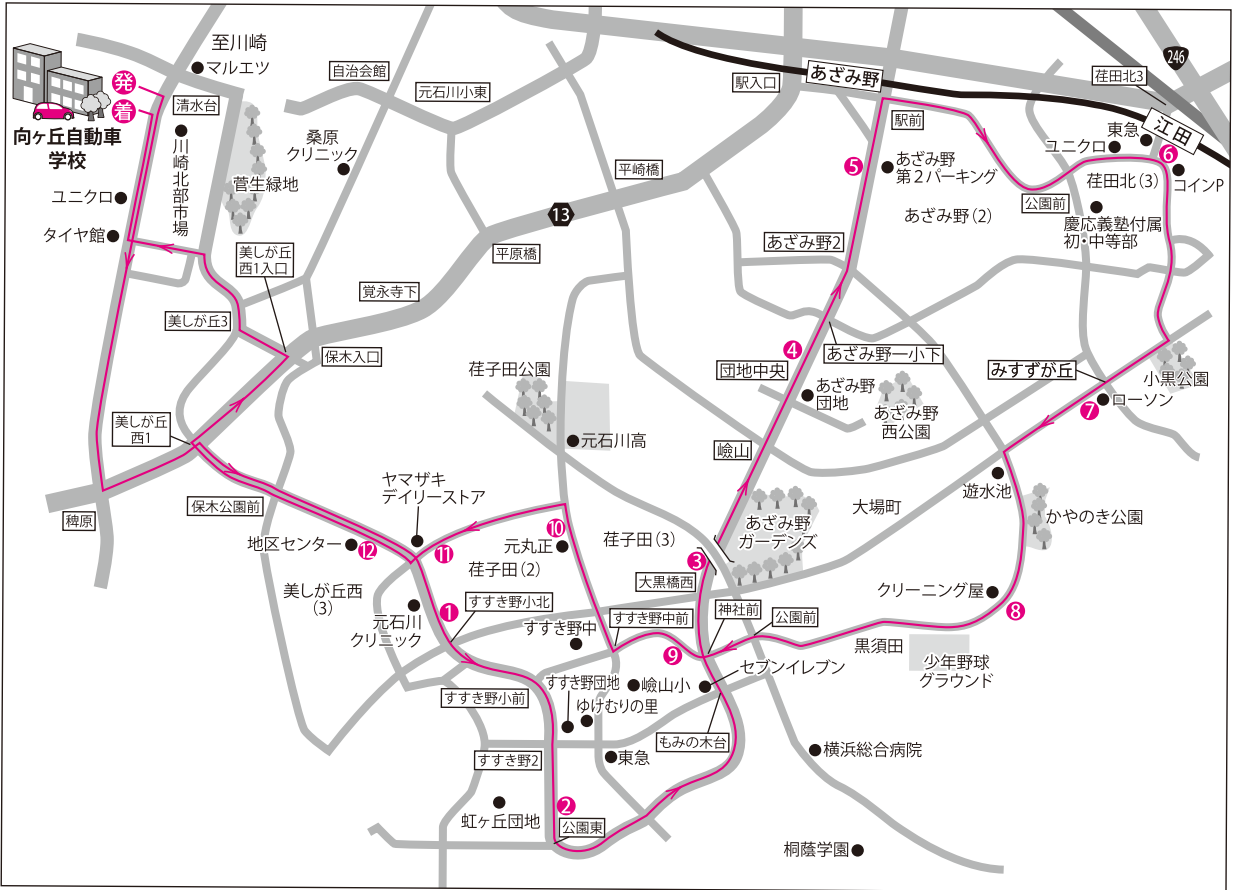 至川崎
マルエツ
発
着
清水台
向ヶ丘自動車
学校
川崎北部市場
ユニクロ
タイヤ館
菅生緑地
自治会館
元石川小東
桑原
クリニック
平崎橋
13
平原橋
覚永寺下
美しが丘
西1入口
美しが丘3
保木入口
美しが丘
西1
稗原
保木公園前
地区センター
12
美しが丘西
(3)
ヤマザキ
デイリーストア
11
元石川
クリニック
1
荏子田公園
元石川高
10
元丸正
荏子田(2)
荏子田(3)
すすき野小北
すすき野中
すすき野中前
すすき野小前
すすき野団地
ゆけむりの里
嶮山小
9
セブンイレブン
もみの木台
東急
すすき野2
2
公園東
虹ヶ丘団地
大黒橋西
3
神社前
公園前
あざみ野
ガーデンズ
嶮山
団地中央
4
あざみ野
団地
あざみ野
西公園
あざみ野一小下
あざみ野2
5
あざみ野
第2パーキング
あざみ野(2)
駅入口
あざみ野
駅前
公園前
246
荏田北3
江田
東急
ユニクロ
6
コインP
荏田北(3)
慶応義塾付属
初・中等部
みすずが丘
小黒公園
ローソン
7
遊水池
大場町
かやのき公園
クリーニング屋
8
黒須田
少年野球
グラウンド
横浜総合病院
桐蔭学園